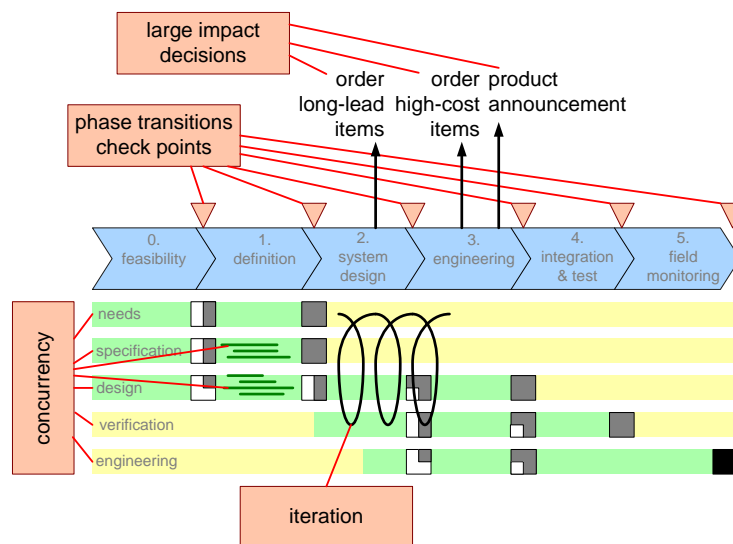 large impact
decisions
order
long-lead
items
order
high-cost
items
product
announcement
phase transitions
check points
0.
feasibility
1.
definition
2.
system
design
3.
engineering
4.
integration
& test
5.
field
monitoring
concurrency
needs
specification
design
verification
engineering
iteration